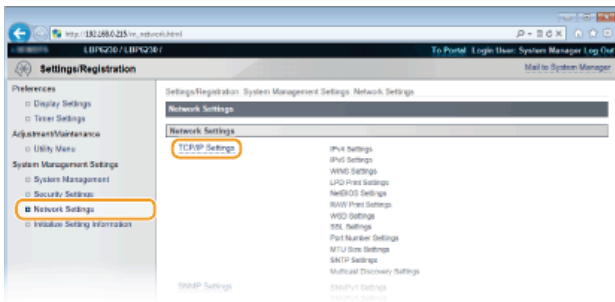 http://192.168.0.215/m_network.html
LBP6230 / LBP6230 /
To Portal Login User: System Manager Log Out
Settings/Registration
Mail to System Manager
Preferences
Display Settings
Timer Settings
Adjustment/Maintenance
Utility Menu
System Management Settings
System Management
Security Settings
Network Settings
Initialize Setting Information
Settings/Registration System Management Settings Network Settings
Network Settings
Network Settings
TCP/IP Settings
IPv4 Settings
IPv6 Settings
WINS Settings
LPD Print Settings
NetBIOS Settings
RAW Print Settings
WSD Settings
SSL Settings
Port Number Settings
MTU Size Settings
SNTP Settings
Multicast Discovery Settings
SNMP Settings
SNMPv1 Settings